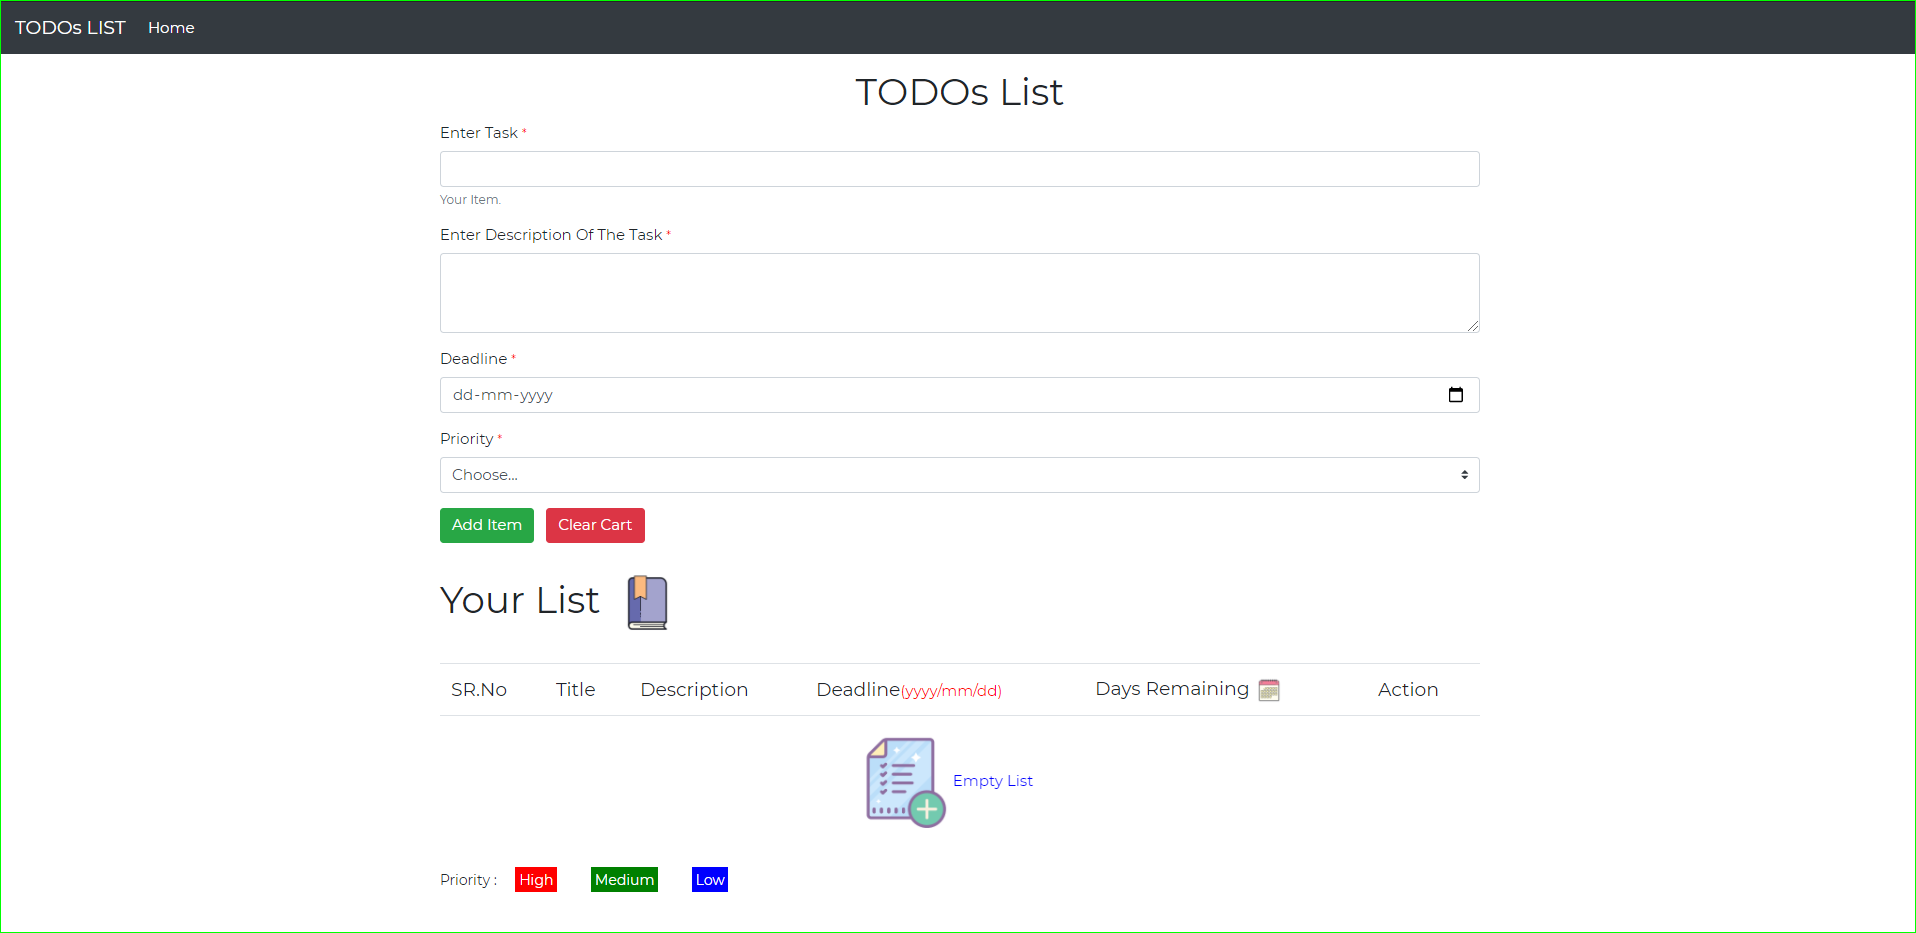 TODOs LIST Home
TODOs List
Enter Task *
Your Item.
Enter Description Of The Task *
Deadline *
dd-mm-yyyy
Priority *
Choose...
Add Item Clear Cart
Your List
SR.No Title Description Deadline(yyyy/mm/dd) Days Remaining Action
Empty List
Priority : High Medium Low